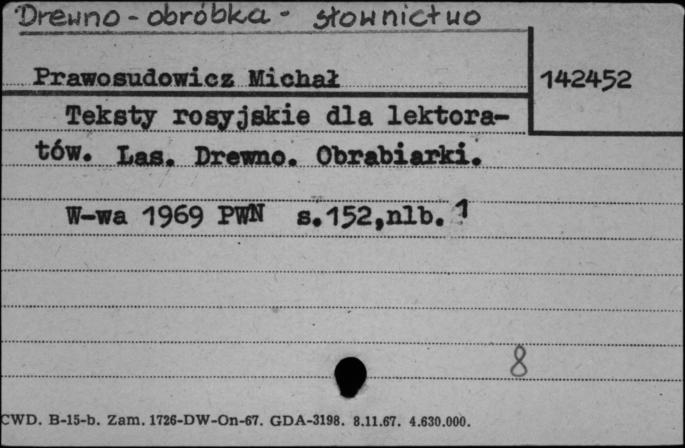 Drewno - obróbka - słownictwo
Prawosudowicz Michał 142452
Teksty rosyjskie dla lektora-
tów. Las. Drewno. Obrabiarki.
W-wa 1969 PWN s.152,nlb. 1
8
CWD. B-15-b. Zam. 1726-DW-On-67. GDA-3198. 8.11.67. 4.630.000.